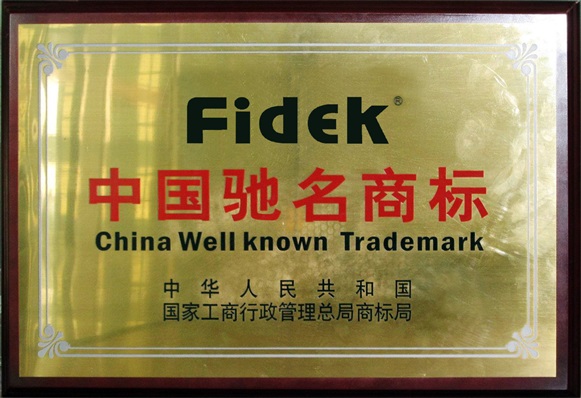 FidEk®
中国驰名商标
China Well known Trademark
中华人民共和国
国家工商行政管理总局商标局